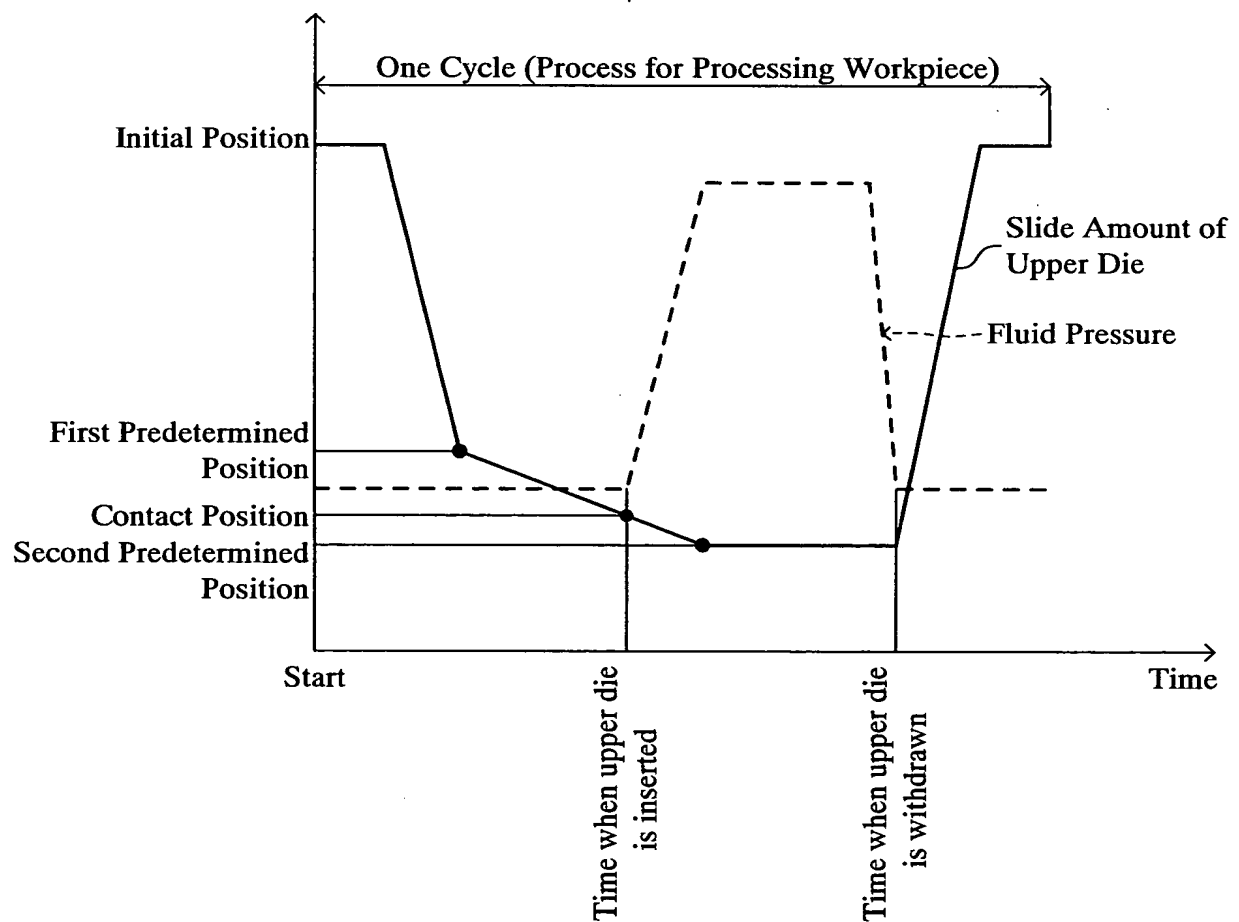 One Cycle (Process for Processing Workpiece)
Initial Position
Slide Amount of
Upper Die
Fluid Pressure
First Predetermined
Position
Contact Position
Second Predetermined
Position
Start
Time
Time when upper die
is inserted
Time when upper die
is withdrawn